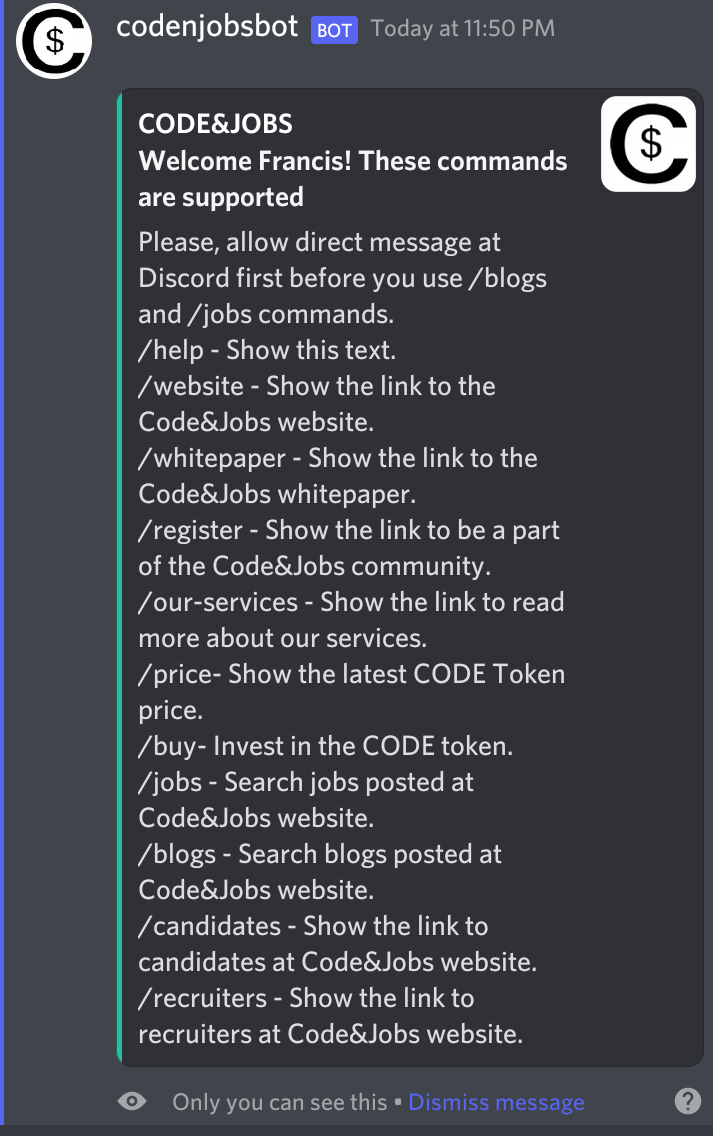 codenjobsbot BOT Today at 11:50 PM
CODE&JOBS
Welcome Francis! These commands
are supported
Please, allow direct message at
Discord first before you use /blogs
and /jobs commands.
/help - Show this text.
/website - Show the link to the
Code&Jobs website.
/whitepaper - Show the link to the
Code&Jobs whitepaper.
/register - Show the link to be a part
of the Code&Jobs community.
/our-services - Show the link to read
more about our services.
/price- Show the latest CODE Token
price.
/buy- Invest in the CODE token.
/jobs - Search jobs posted at
Code&Jobs website.
/blogs - Search blogs posted at
Code&Jobs website.
/candidates - Show the link to
candidates at Code&Jobs website.
/recruiters - Show the link to
recruiters at Code&Jobs website.
Only you can see this • Dismiss message